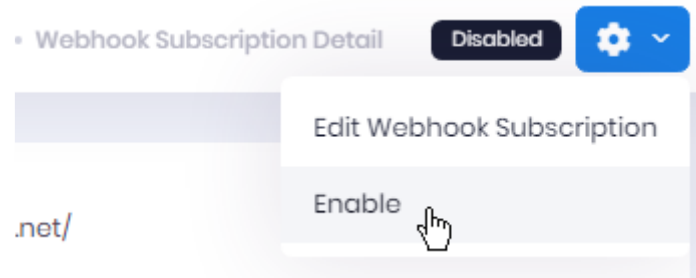 • Webhook Subscription Detail Disabled
Edit Webhook Subscription
Enable
.net/